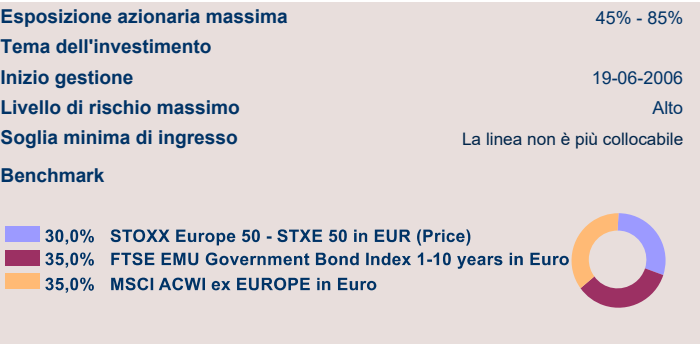 Esposizione azionaria massima 45% - 85%
Tema dell'investimento
Inizio gestione 19-06-2006
Livello di rischio massimo Alto
Soglia minima di ingresso La linea non è più collocabile
Benchmark
30,0% STOXX Europe 50 - STXE 50 in EUR (Price)
35,0% FTSE EMU Government Bond Index 1-10 years in Euro
35,0% MSCI ACWI ex EUROPE in Euro